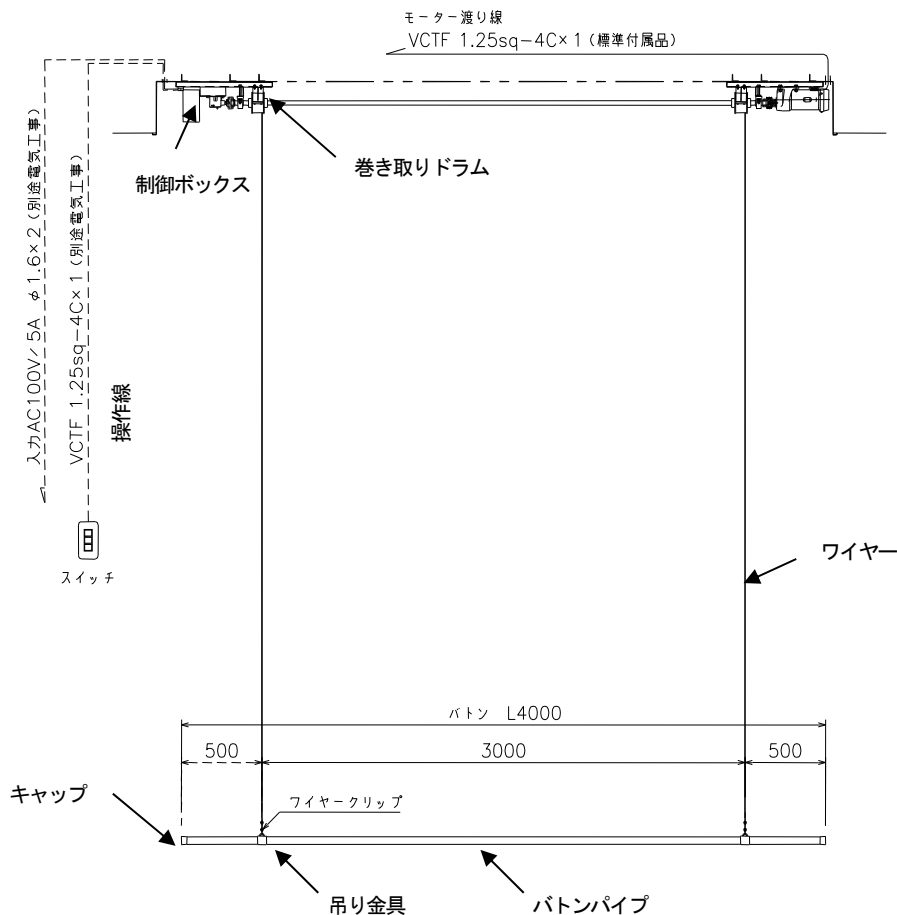 モーター渡り線
VCTF 1.25sq-4C×1(標準付属品)
制御ボックス
巻き取りドラム
入力AC100V/5A φ1.6×2(別途電気工事)
VCTF 1.25sq-4C×1(別途電気工事)
操作線
スイッチ
ワイヤー
バトン L4000
500
3000
500
キャップ
ワイヤークリップ
吊り金具
バトンパイプ